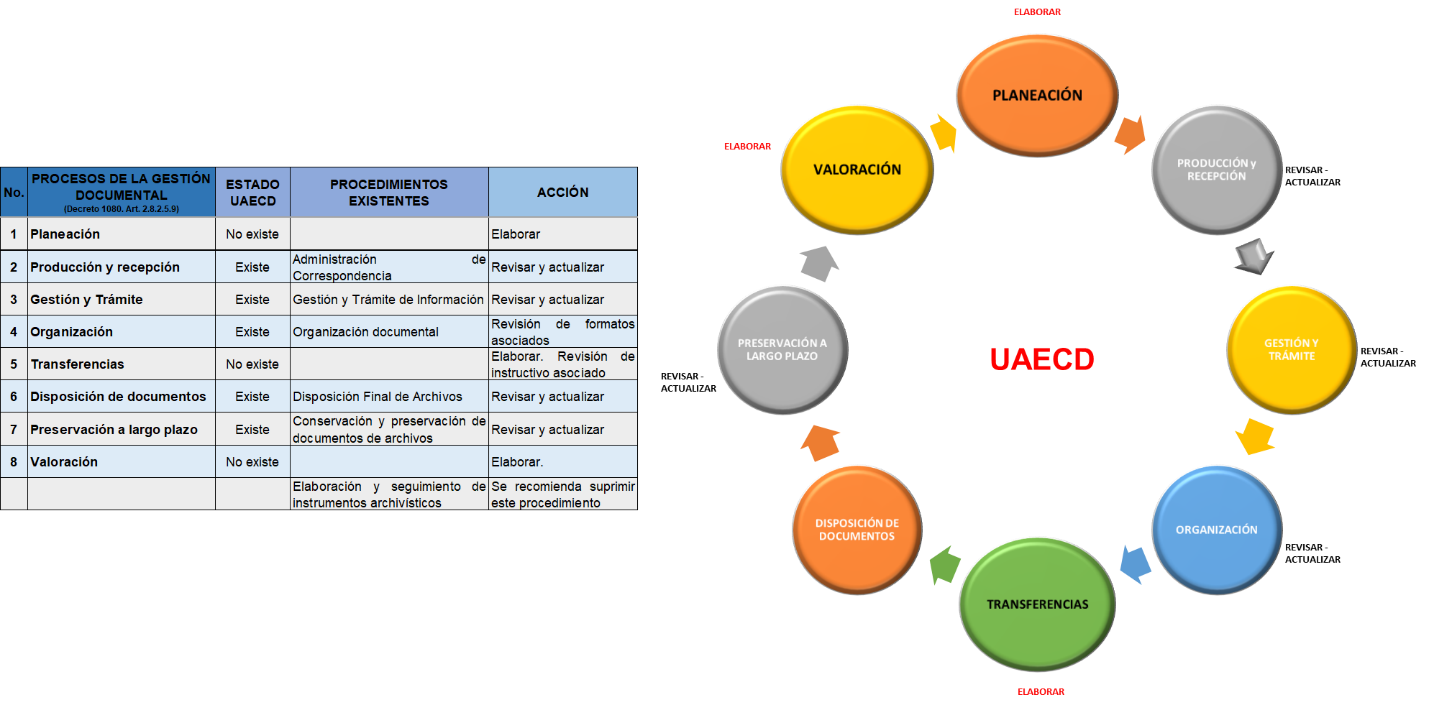 No.
PROCESOS DE LA GESTIÓN
DOCUMENTAL
(Decreto 1080. Art. 2.8.2.5.9)
ESTADO
UAECD
PROCEDIMIENTOS
EXISTENTES
ACCIÓN
1 Planeación No existe Elaborar
2 Producción y recepción Existe
Administración de
Correspondencia
Revisar y actualizar
3 Gestión y Trámite Existe Gestión y Trámite de Información Revisar y actualizar
4 Organización Existe Organización documental
Revisión de formatos
asociados
5 Transferencias No existe
Elaborar. Revisión de
instructivo asociado
6 Disposición de documentos Existe Disposición Final de Archivos Revisar y actualizar
7 Preservación a largo plazo Existe
Conservación y preservación de
documentos de archivos
Revisar y actualizar
8 Valoración No existe Elaborar.
Elaboración y seguimiento de
instrumentos archivísticos
Se recomienda suprimir
este procedimiento
ELABORAR
PLANEACIÓN
PRODUCCIÓN y
RECEPCIÓN
REVISAR -
ACTUALIZAR
GESTIÓN Y
TRÁMITE
REVISAR -
ACTUALIZAR
ORGANIZACIÓN
REVISAR -
ACTUALIZAR
TRANSFERENCIAS
ELABORAR
DISPOSICIÓN DE
DOCUMENTOS
PRESERVACIÓN A
LARGO PLAZO
REVISAR -
ACTUALIZAR
VALORACIÓN
ELABORAR
UAECD